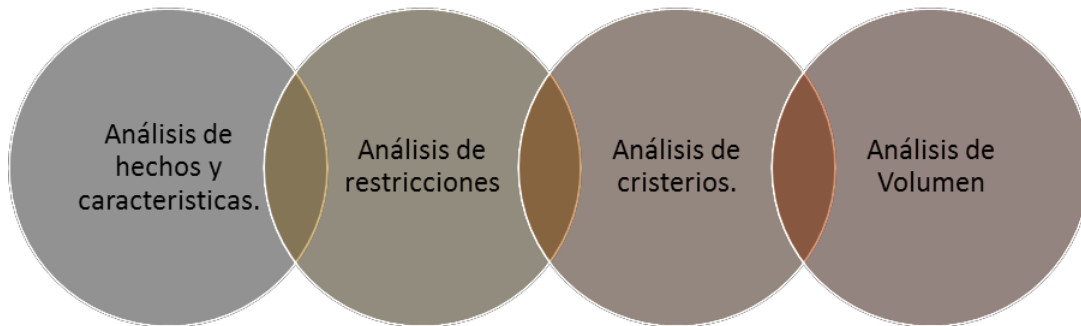 Análisis de
hechos y
caracteristicas.
Análisis de
restricciones
Análisis de
cristerios.
Análisis de
Volumen